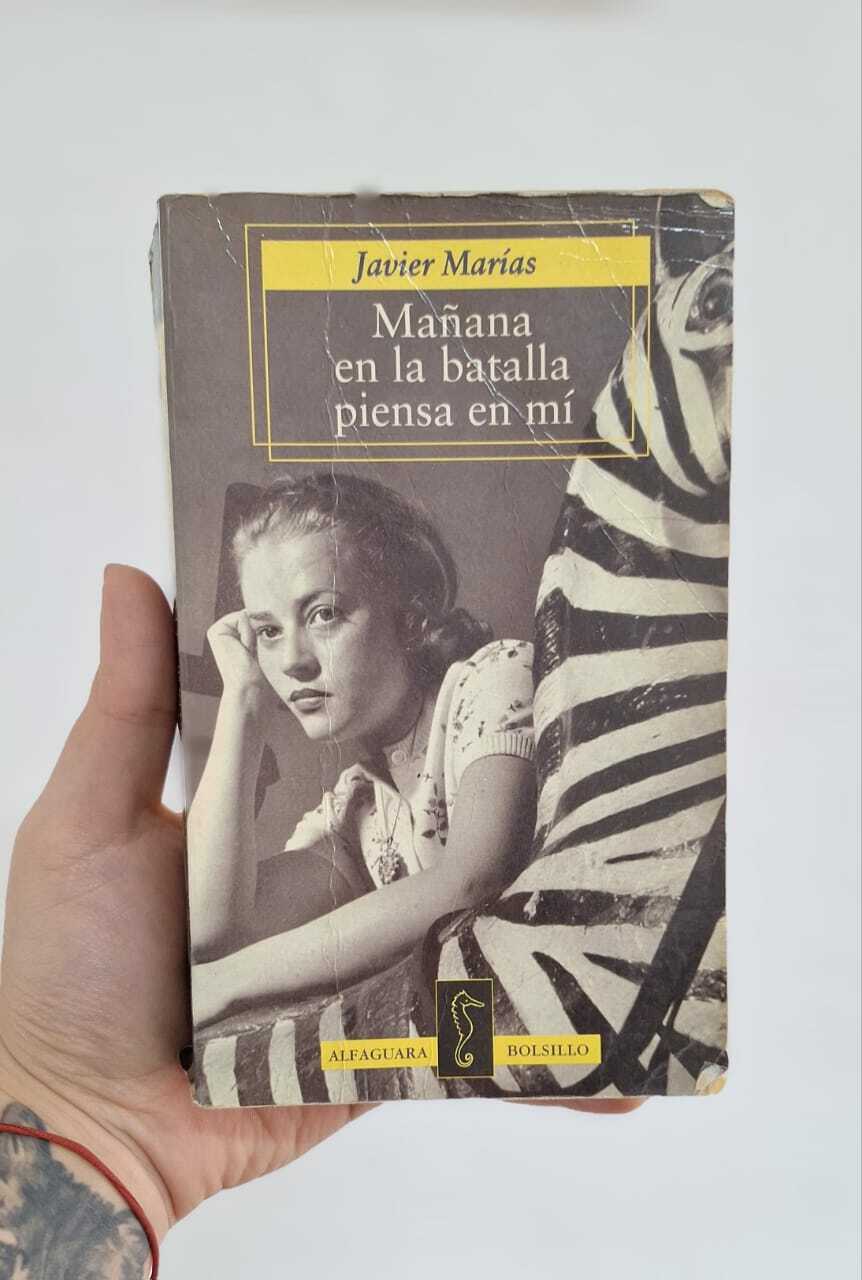 Javier Marías
Mañana
en la batalla
piensa en mí
ALFAGUARA BOLSILLO